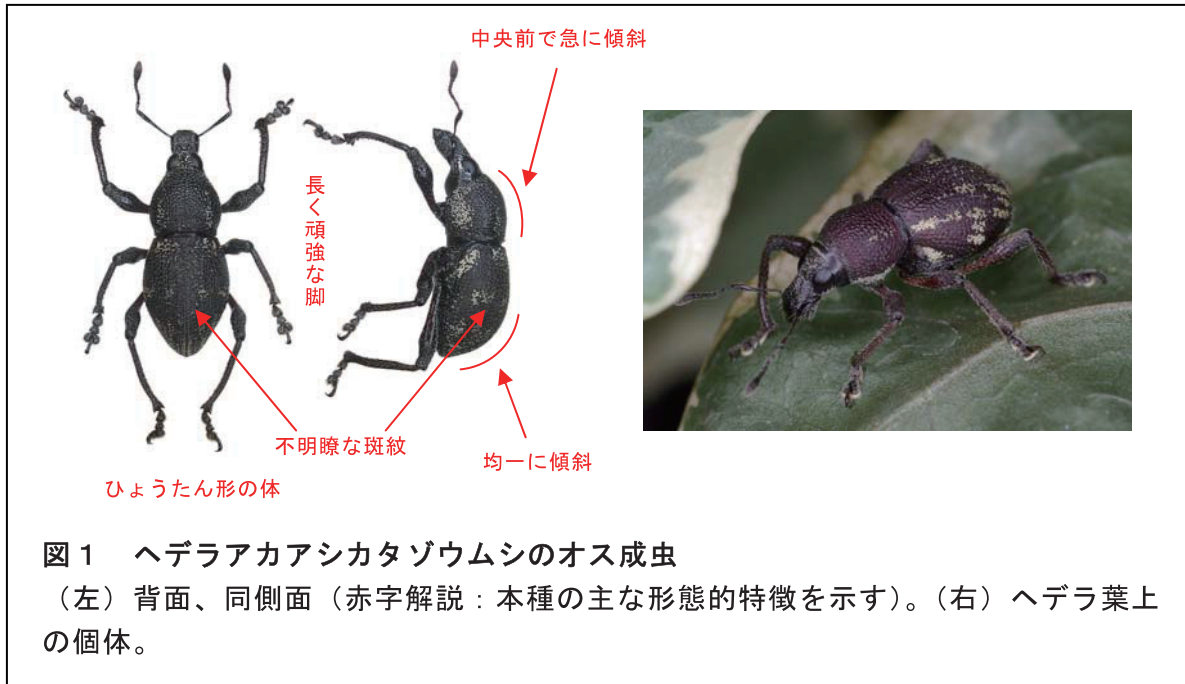 中央前で急に傾斜
長く頑強な脚
不明瞭な斑紋
均一に傾斜
ひょうたん形の体
図1 ヘデラアカアシカタゾウムシのオス成虫
（左）背面、同側面（赤字解説：本種の主な形態的特徴を示す）。（右）ヘデラ葉上
の個体。